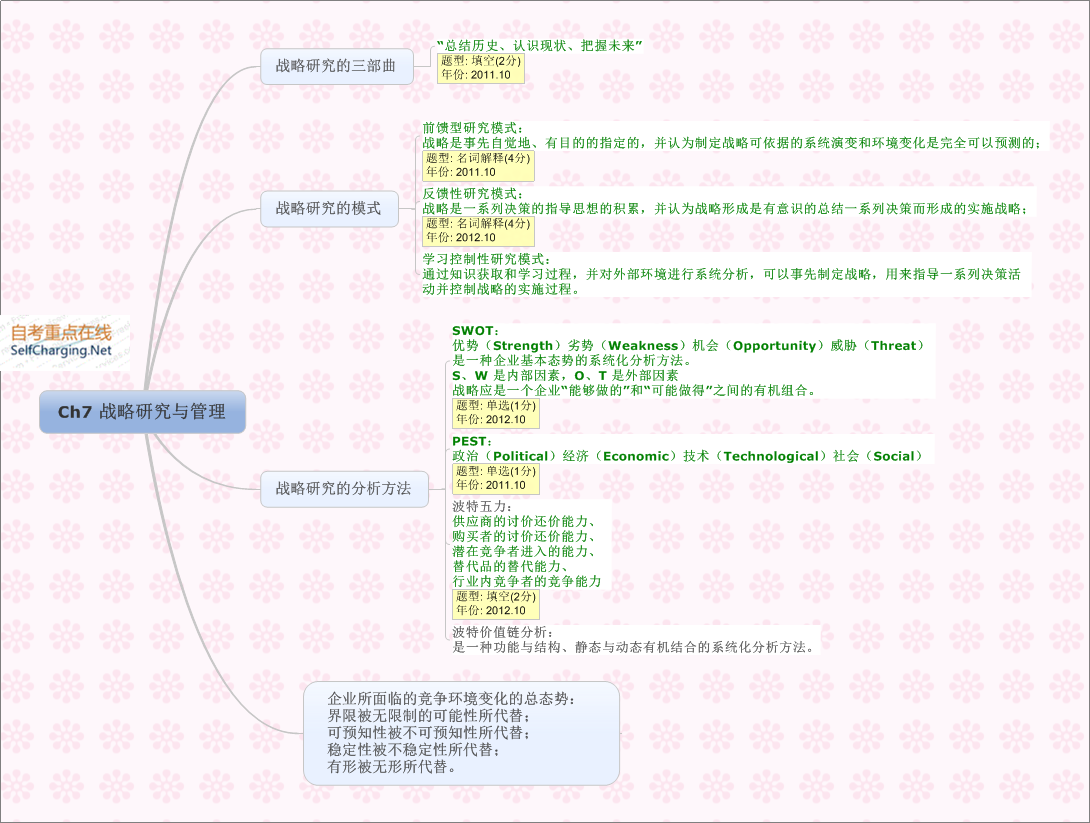 战略研究的三部曲
“总结历史、认识现状、把握未来”
题型: 填空(2分)
年份: 2011.10
战略研究的模式
前馈型研究模式：
战略是事先自觉地、有目的的指定的，并认为制定战略可依据的系统演变和环境变化是完全可以预测的；
题型: 名词解释(4分)
年份: 2011.10
反馈性研究模式：
战略是一系列决策的指导思想的积累，并认为战略形成是有意识的总结一系列决策而形成的实施战略；
题型: 名词解释(4分)
年份: 2012.10
学习控制性研究模式：
通过知识获取和学习过程，并对外部环境进行系统分析，可以事先制定战略，用来指导一系列决策活
动并控制战略的实施过程。
自考重点在线
SelfCharging.Net
Ch7 战略研究与管理
战略研究的分析方法
SWOT：
优势（Strength）劣势（Weakness）机会（Opportunity）威胁（Threat）
是一种企业基本态势的系统化分析方法。
S、W 是内部因素，O、T 是外部因素
战略应是一个企业“能够做的”和“可能做得”之间的有机组合。
题型: 单选(1分)
年份: 2012.10
PEST：
政治（Political）经济（Economic）技术（Technological）社会（Social）
题型: 单选(1分)
年份: 2011.10
波特五力：
供应商的讨价还价能力、
购买者的讨价还价能力、
潜在竞争者进入的能力、
替代品的替代能力、
行业内竞争者的竞争能力
题型: 填空(2分)
年份: 2012.10
波特价值链分析：
是一种功能与结构、静态与动态有机结合的系统化分析方法。
企业所面临的竞争环境变化的总态势：
界限被无限制的可能性所代替；
可预知性被不可预知性所代替；
稳定性被不稳定性所代替；
有形被无形所代替。